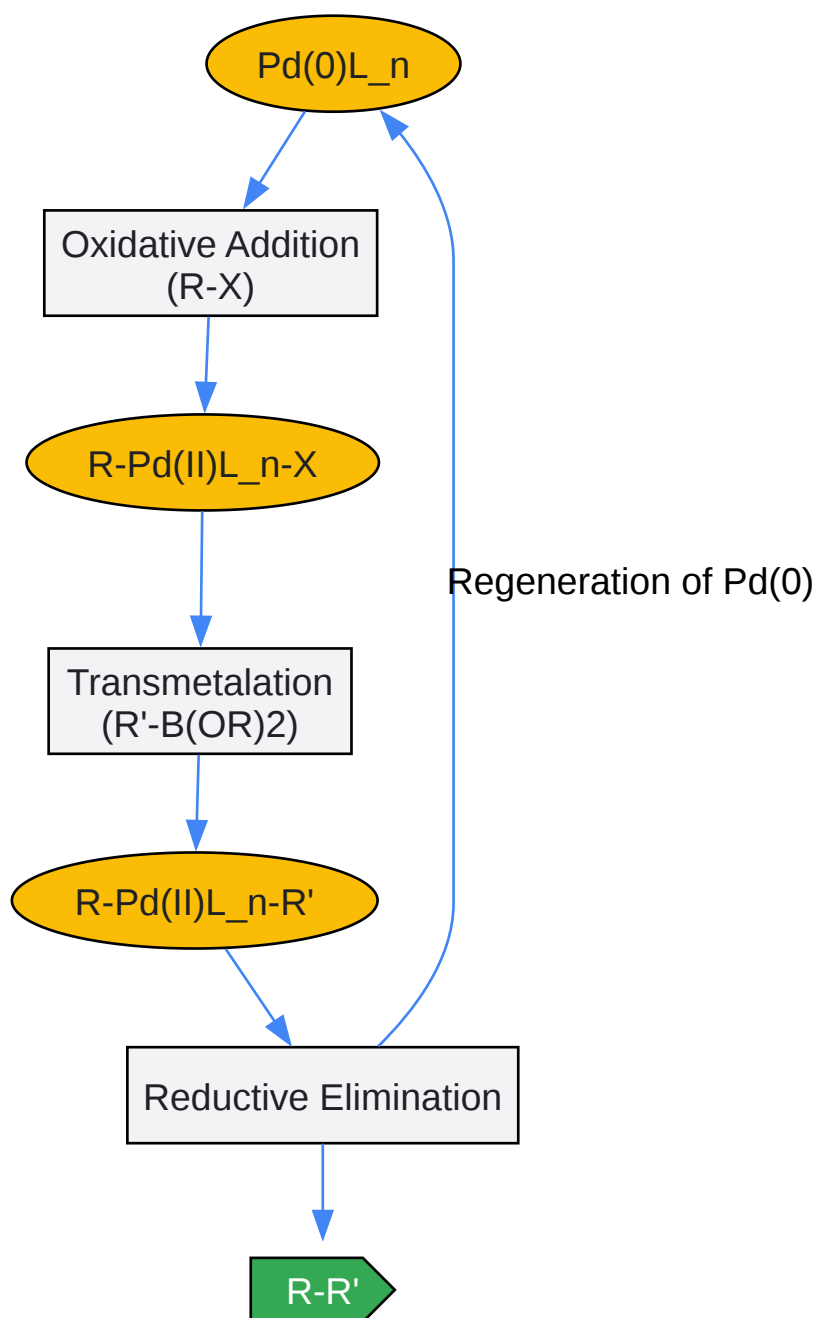 Pd(0)L_n
Oxidative Addition
(R-X)
R-Pd(II)L_n-X
Regeneration of Pd(0)
Transmetalation
(R'-B(OR)2)
R-Pd(II)L_n-R'
Reductive Elimination
R-R'